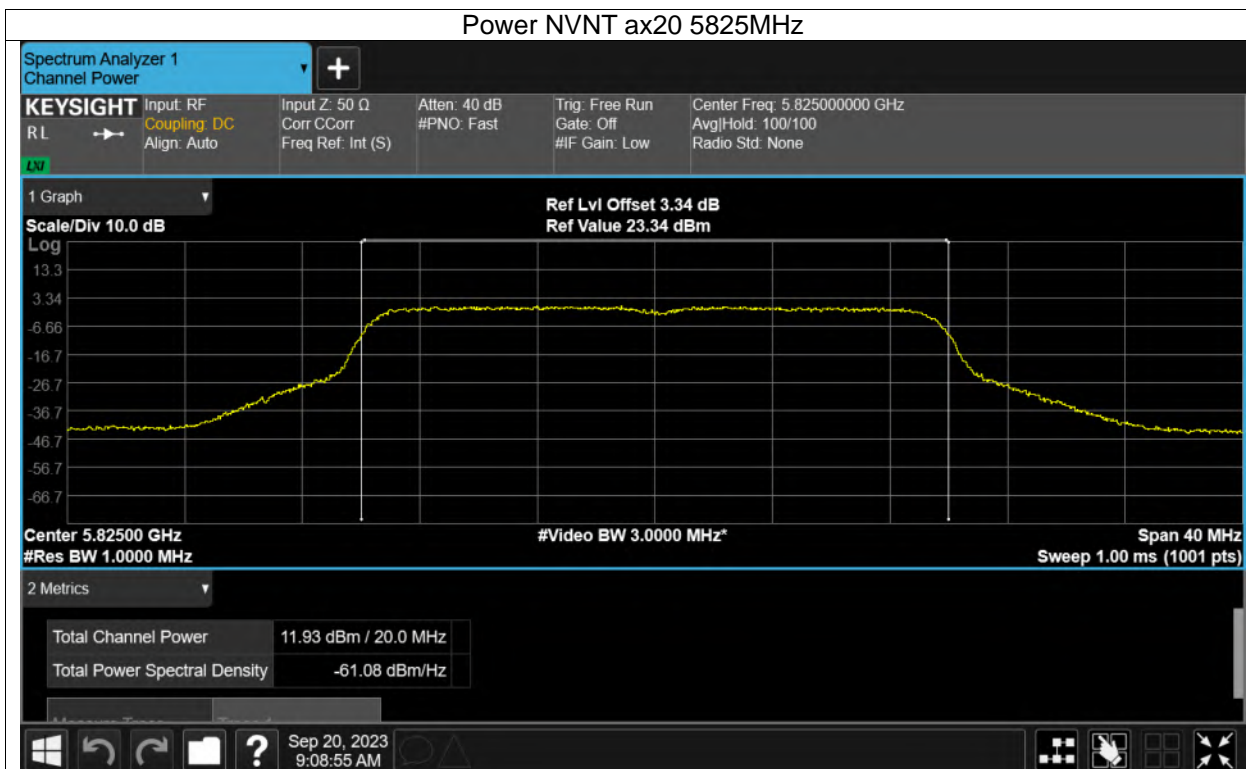 Power NVNT ax20 5825MHz
Spectrum Analyzer 1
Channel Power
KEYSIGHT
RL
LXI
Input: RF
Coupling: DC
Align: Auto
Input Z: 50 Ω
Corr CCorr
Freq Ref: Int (S)
Atten: 40 dB
#PNO: Fast
Trig: Free Run
Gate: Off
#IF Gain: Low
Center Freq: 5.825000000 GHz
Avg|Hold: 100/100
Radio Std: None
1 Graph
Scale/Div 10.0 dB
Ref Lvl Offset 3.34 dB
Ref Value 23.34 dBm
Log
13.3
3.34
-6.66
-16.7
-26.7
-36.7
-46.7
-56.7
-66.7
Center 5.82500 GHz
#Res BW 1.0000 MHz
#Video BW 3.0000 MHz*
Span 40 MHz
Sweep 1.00 ms (1001 pts)
2 Metrics
Total Channel Power 11.93 dBm / 20.0 MHz
Total Power Spectral Density -61.08 dBm/Hz
?
Sep 20, 2023
9:08:55 AM